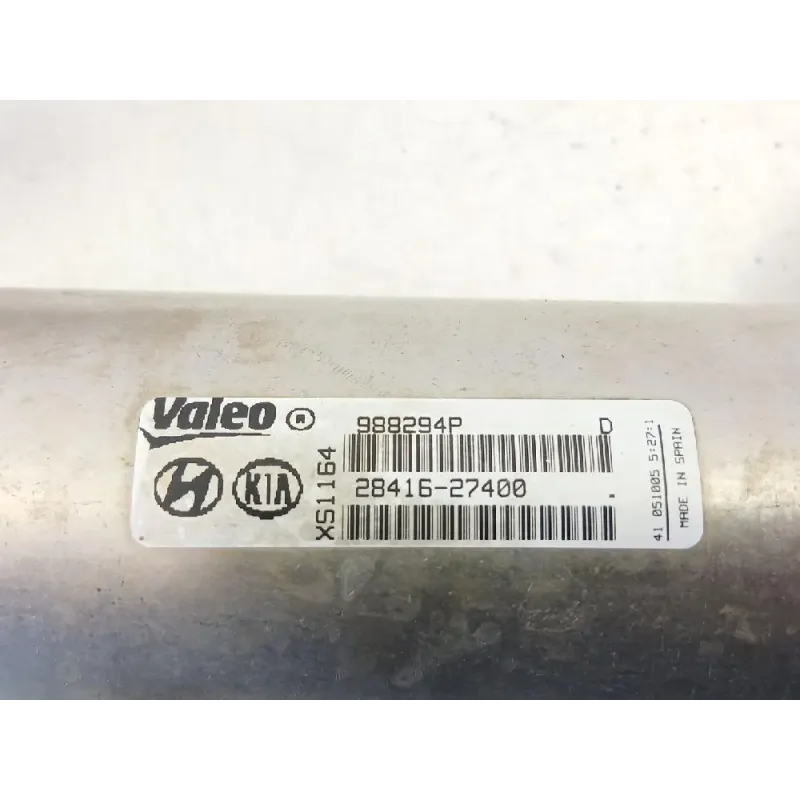 Valeo ®
KIA
XS1164
988294P D
28416-27400 .
41 051005 5:27:1
MADE IN SPAIN